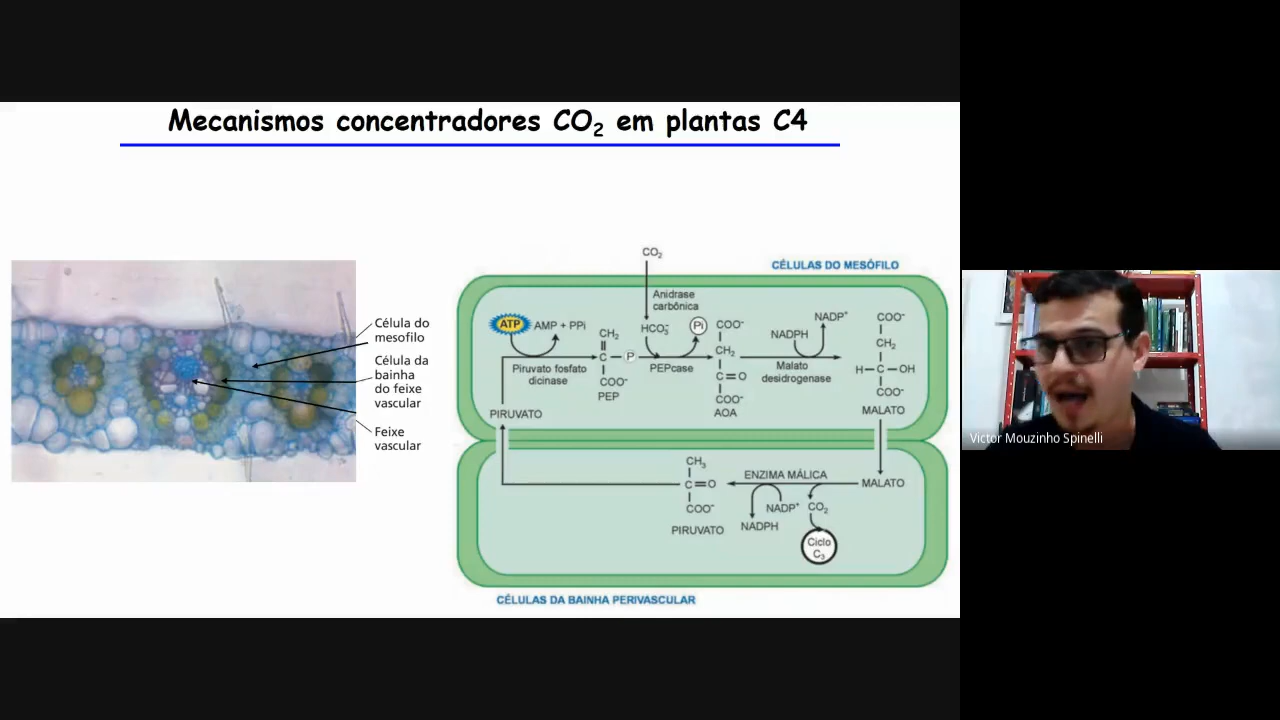 Mecanismos concentradores CO₂ em plantas C4
Célula do
mesofilo
Célula da
bainha
do feixe
vascular
Feixe
vascular
CO₂
CÉLULAS DO MESÓFILO
Anidrase
carbônica
ATP
AMP + PPi
CH₂
C
P
COO⁻
PEP
Piruvato fosfato
dicinase
HCO₃⁻
Pi
PEPcase
COO⁻
CH₂
C=O
COO⁻
AOA
NADPH
NADP⁺
Malato
desidrogenase
COO⁻
CH₂
H-C-OH
COO⁻
MALATO
PIRUVATO
CH₃
C=O
COO⁻
PIRUVATO
ENZIMA MÁLICA
MALATO
NADP⁺
CO₂
NADPH
Ciclo
C₃
CÉLULAS DA BAINHA PERIVASCULAR
Victor Mouzinho Spinelli